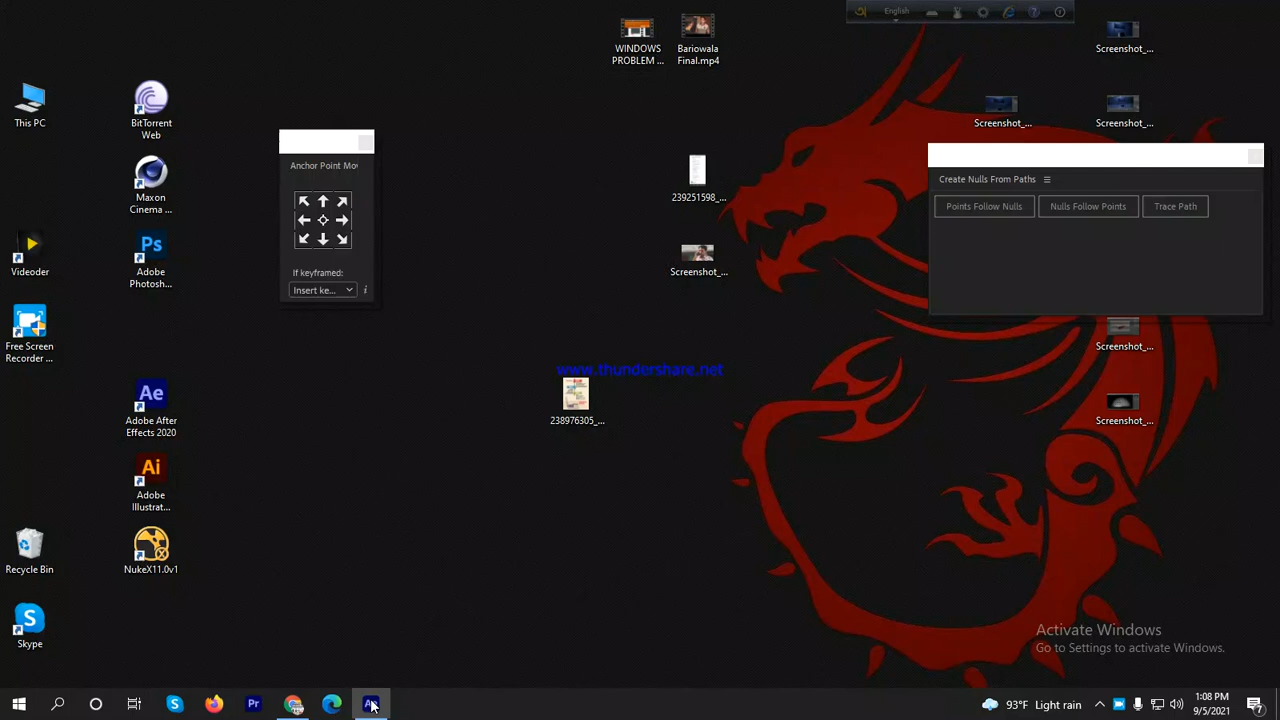 English
WINDOWS
PROBLEM ...
Bariowala
Final.mp4
Screenshot_...
This PC
BitTorrent
Web
Screenshot_...
Screenshot_...
Anchor Point Mov
Maxon
Cinema ...
239251598_...
Create Nulls From Paths
Points Follow Nulls
Nulls Follow Points
Trace Path
Videoder
Ps
Adobe
Photosh...
Screenshot_...
If keyframed:
Insert ke...
i
Free Screen
Recorder ...
Screenshot_...
www.thundershare.net
Ae
Adobe After
Effects 2020
238976305_...
Screenshot_...
Ai
Adobe
Illustrat...
Recycle Bin
NukeX11.0v1
S
Skype
Activate Windows
Go to Settings to activate Windows.
S
Pr
93°F Light rain
1:08 PM
9/5/2021